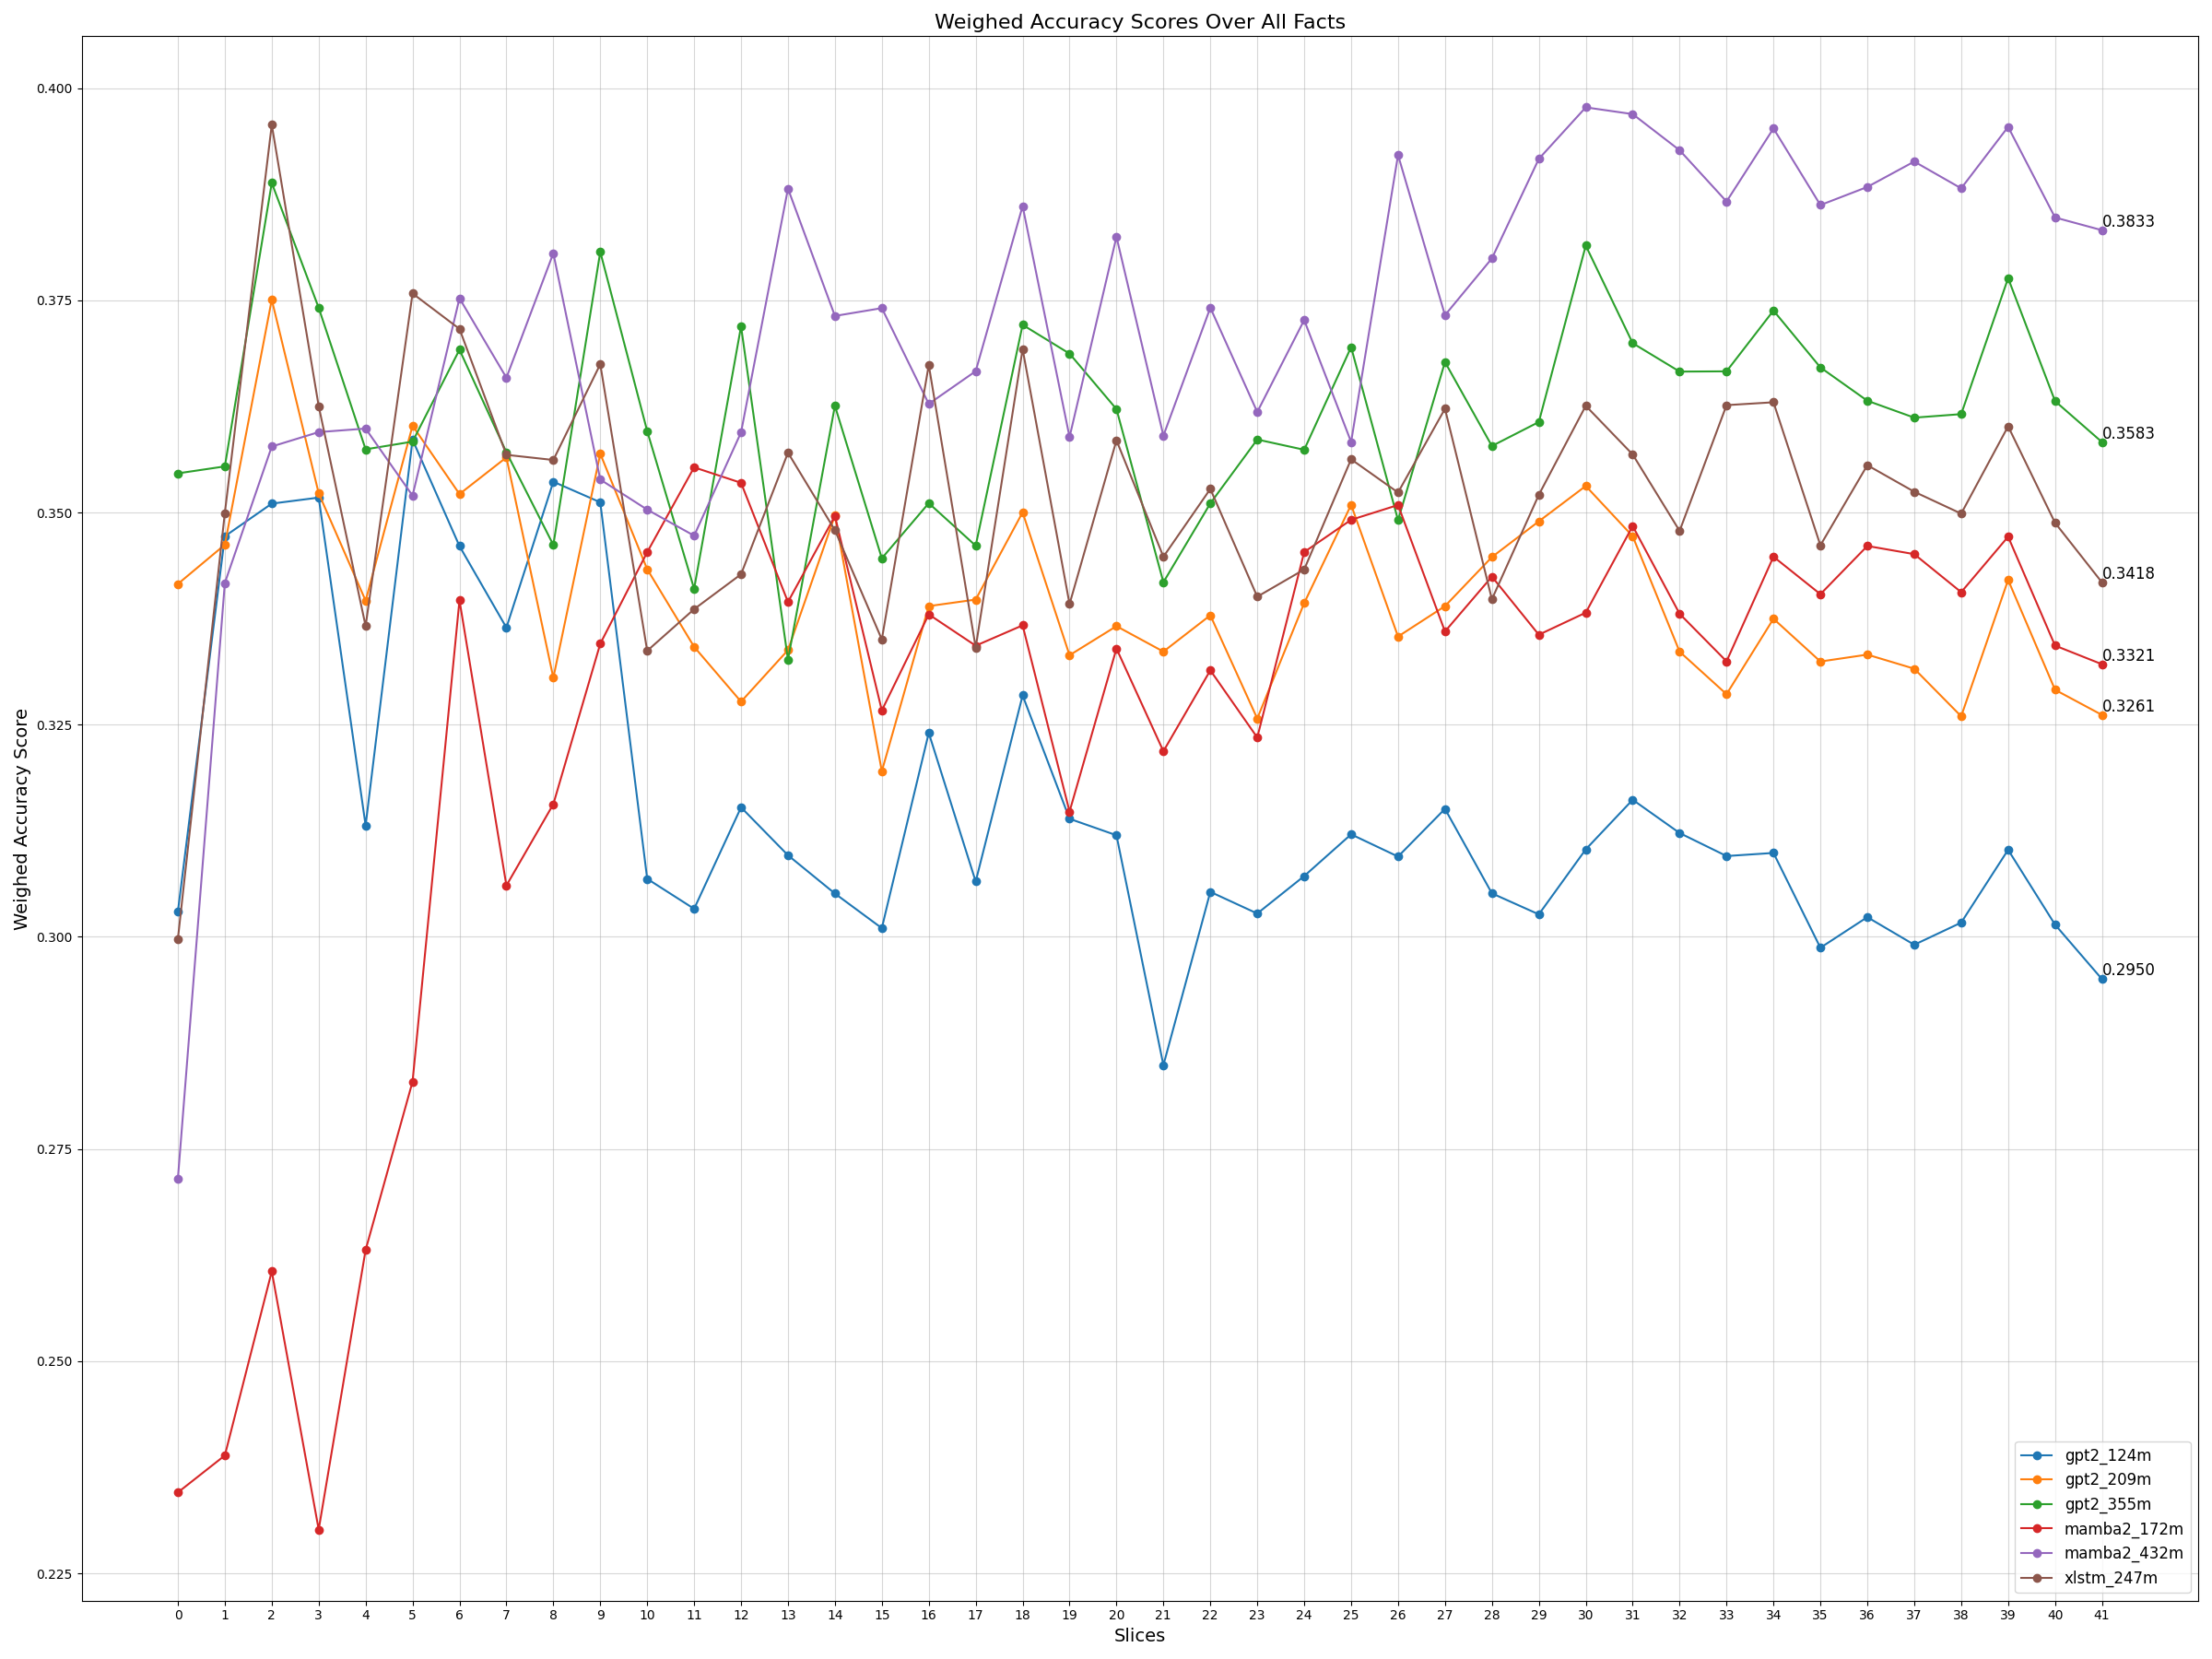 Weighed Accuracy Scores Over All Facts
Weighed Accuracy Score
0.400
0.375
0.350
0.325
0.300
0.275
0.250
0.225
0.3833
0.3583
0.3418
0.3321
0.3261
0.2950
gpt2_124m
gpt2_209m
gpt2_355m
mamba2_172m
mamba2_432m
xlstm_247m
0 1 2 3 4 5 6 7 8 9 10 11 12 13 14 15 16 17 18 19 20 21 22 23 24 25 26 27 28 29 30 31 32 33 34 35 36 37 38 39 40 41
Slices